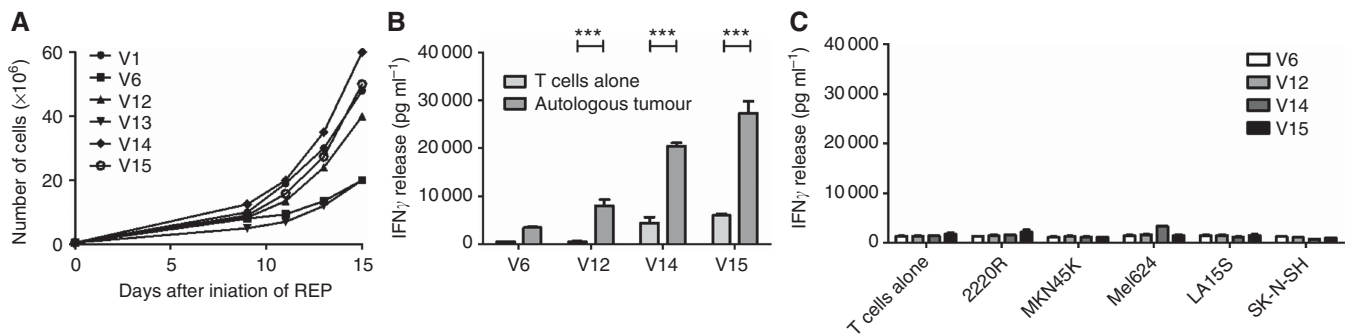 A
Number of cells (×10⁶)
60
40
20
0
0
5
10
15
Days after iniation of REP
V1
V6
V12
V13
V14
V15
B
IFNγ release (pg ml⁻¹)
40 000
30 000
20 000
10 000
0
***
***
***
T cells alone
Autologous tumour
V6
V12
V14
V15
C
IFNγ release (pg ml⁻¹)
40 000
30 000
20 000
10 000
0
V6
V12
V14
V15
T cells alone
2220R
MKN45K
Mel624
LA15S
SK-N-SH